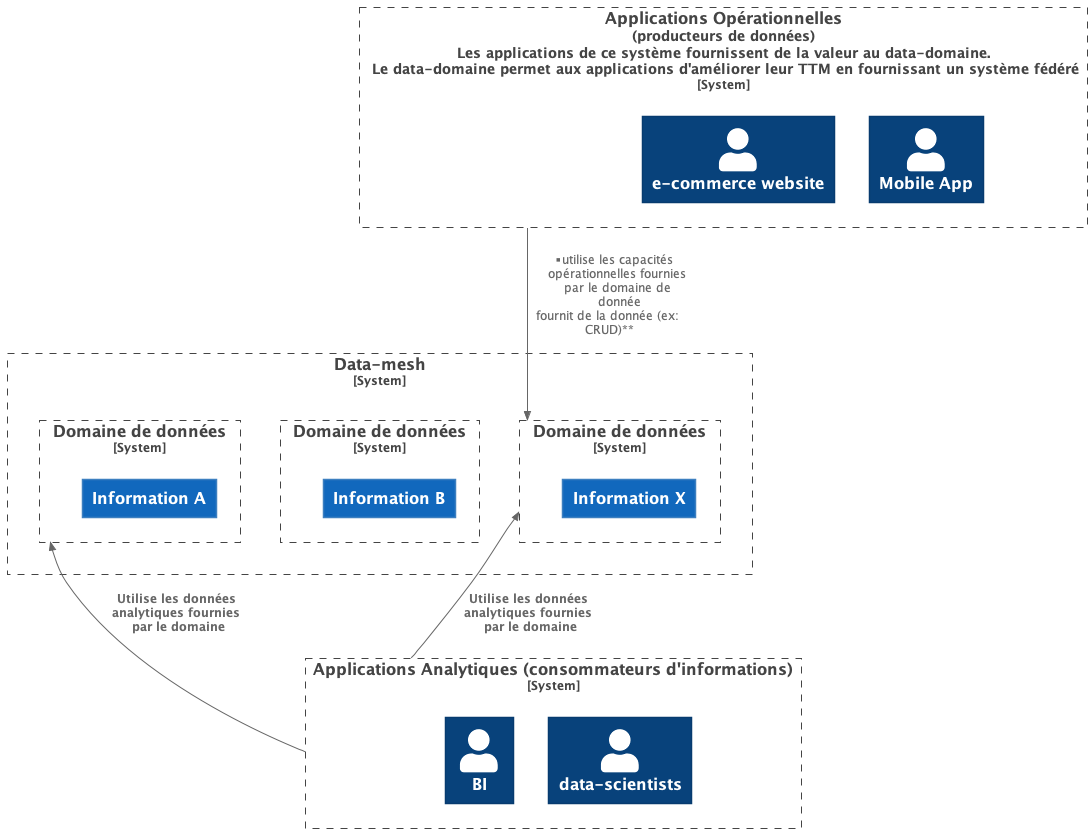 Applications Opérationnelles
(producteurs de données)
Les applications de ce système fournissent de la valeur au data-domaine.
Le data-domaine permet aux applications d'améliorer leur TTM en fournissant un système fédéré
[System]
e-commerce website
Mobile App
▪utilise les capacités
opérationnelles fournies
par le domaine de
donnée
fournit de la donnée (ex:
CRUD)**
Data-mesh
[System]
Domaine de données
[System]
Information A
Domaine de données
[System]
Information B
Domaine de données
[System]
Information X
Utilise les données
analytiques fournies
par le domaine
Utilise les données
analytiques fournies
par le domaine
Applications Analytiques (consommateurs d'informations)
[System]
BI
data-scientists